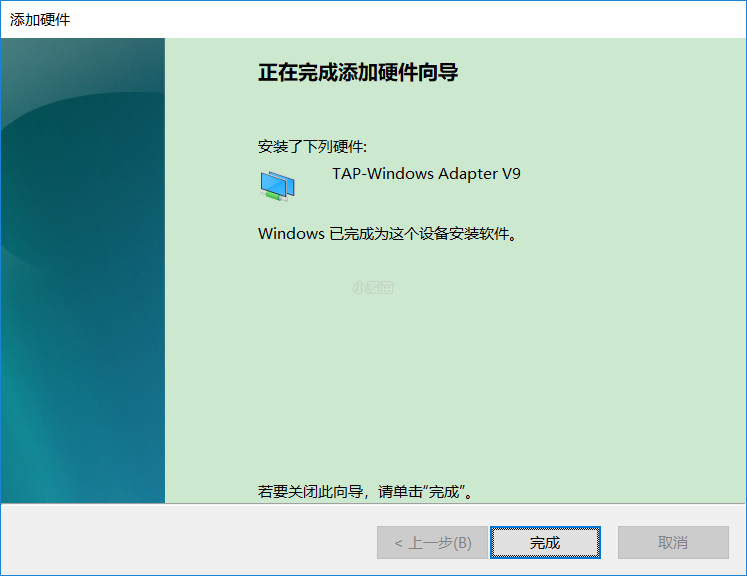 添加硬件
正在完成添加硬件向导
安装了下列硬件:
TAP-Windows Adapter V9
Windows 已完成为这个设备安装软件。
若要关闭此向导，请单击“完成”。
< 上一步(B)
完成
取消